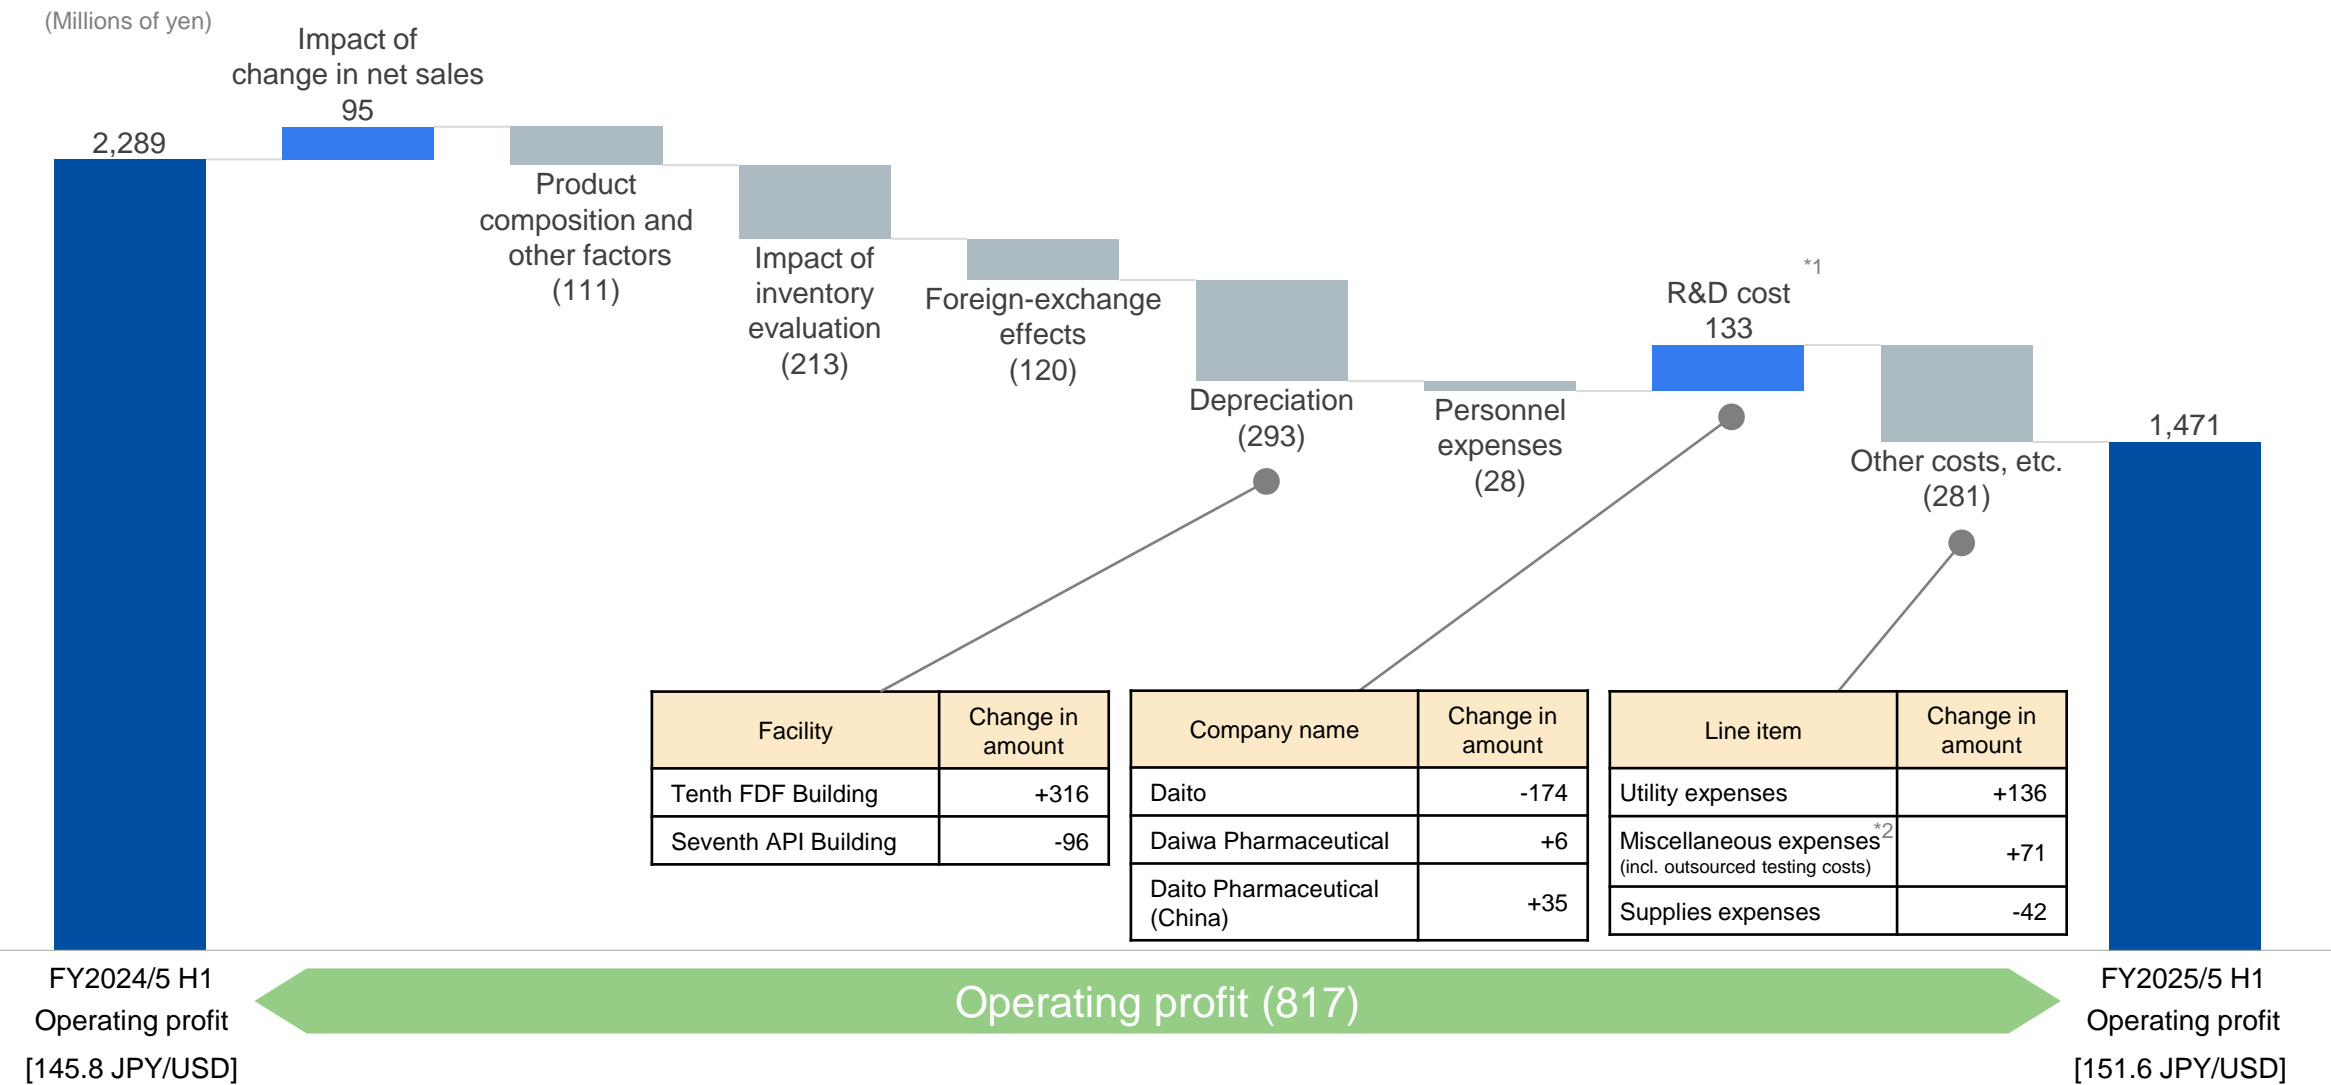 (Millions of yen)
Impact of
change in net sales
95
2,289
Product
composition and
other factors
(111)
Impact of
inventory
evaluation
(213)
Foreign-exchange
effects
(120)
Depreciation
(293)
Personnel
expenses
(28)
R&D cost *1
133
Other costs, etc.
(281)
1,471
Facility
Change in
amount
Tenth FDF Building +316
Seventh API Building -96
Company name
Change in
amount
Daito -174
Daiwa Pharmaceutical +6
Daito Pharmaceutical
(China)
+35
Line item
Change in
amount
Utility expenses +136
Miscellaneous expenses*2
(incl. outsourced testing costs)
+71
Supplies expenses -42
FY2024/5 H1
Operating profit
[145.8 JPY/USD]
Operating profit (817)
FY2025/5 H1
Operating profit
[151.6 JPY/USD]